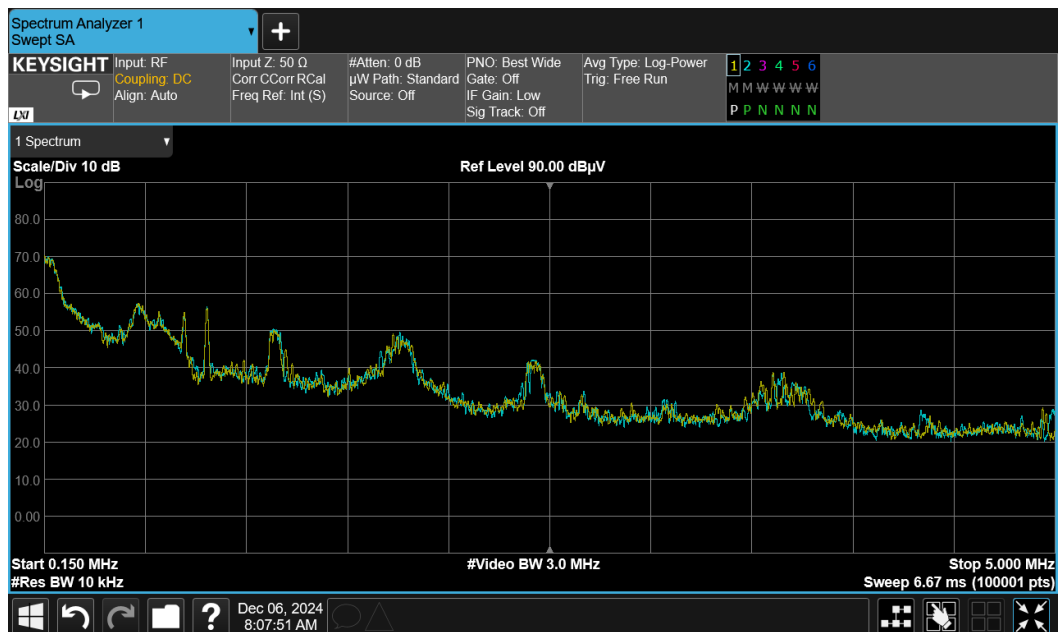 Spectrum Analyzer 1
Swept SA
+
KEYSIGHT Input: RF Input Z: 50 Ω #Atten: 0 dB PNO: Best Wide Avg Type: Log-Power 1 2 3 4 5 6
Coupling: DC Corr CCorr RCal µW Path: Standard Gate: Off Trig: Free Run M M W W W W
Align: Auto Freq Ref: Int (S) Source: Off IF Gain: Low P P N N N N
LXI Sig Track: Off
1 Spectrum
Scale/Div 10 dB Ref Level 90.00 dBµV
Log
80.0
70.0
60.0
50.0
40.0
30.0
20.0
10.0
0.00
Start 0.150 MHz #Video BW 3.0 MHz Stop 5.000 MHz
#Res BW 10 kHz Sweep 6.67 ms (100001 pts)
? Dec 06, 2024
8:07:51 AM